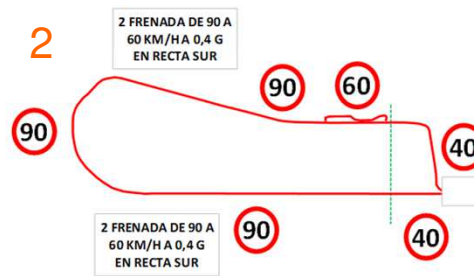 2
2 FRENADA DE 90 A
60 KM/H A 0,4 G
EN RECTA SUR
90
60
90
40
2 FRENADA DE 90 A
60 KM/H A 0,4 G
EN RECTA SUR
90
40